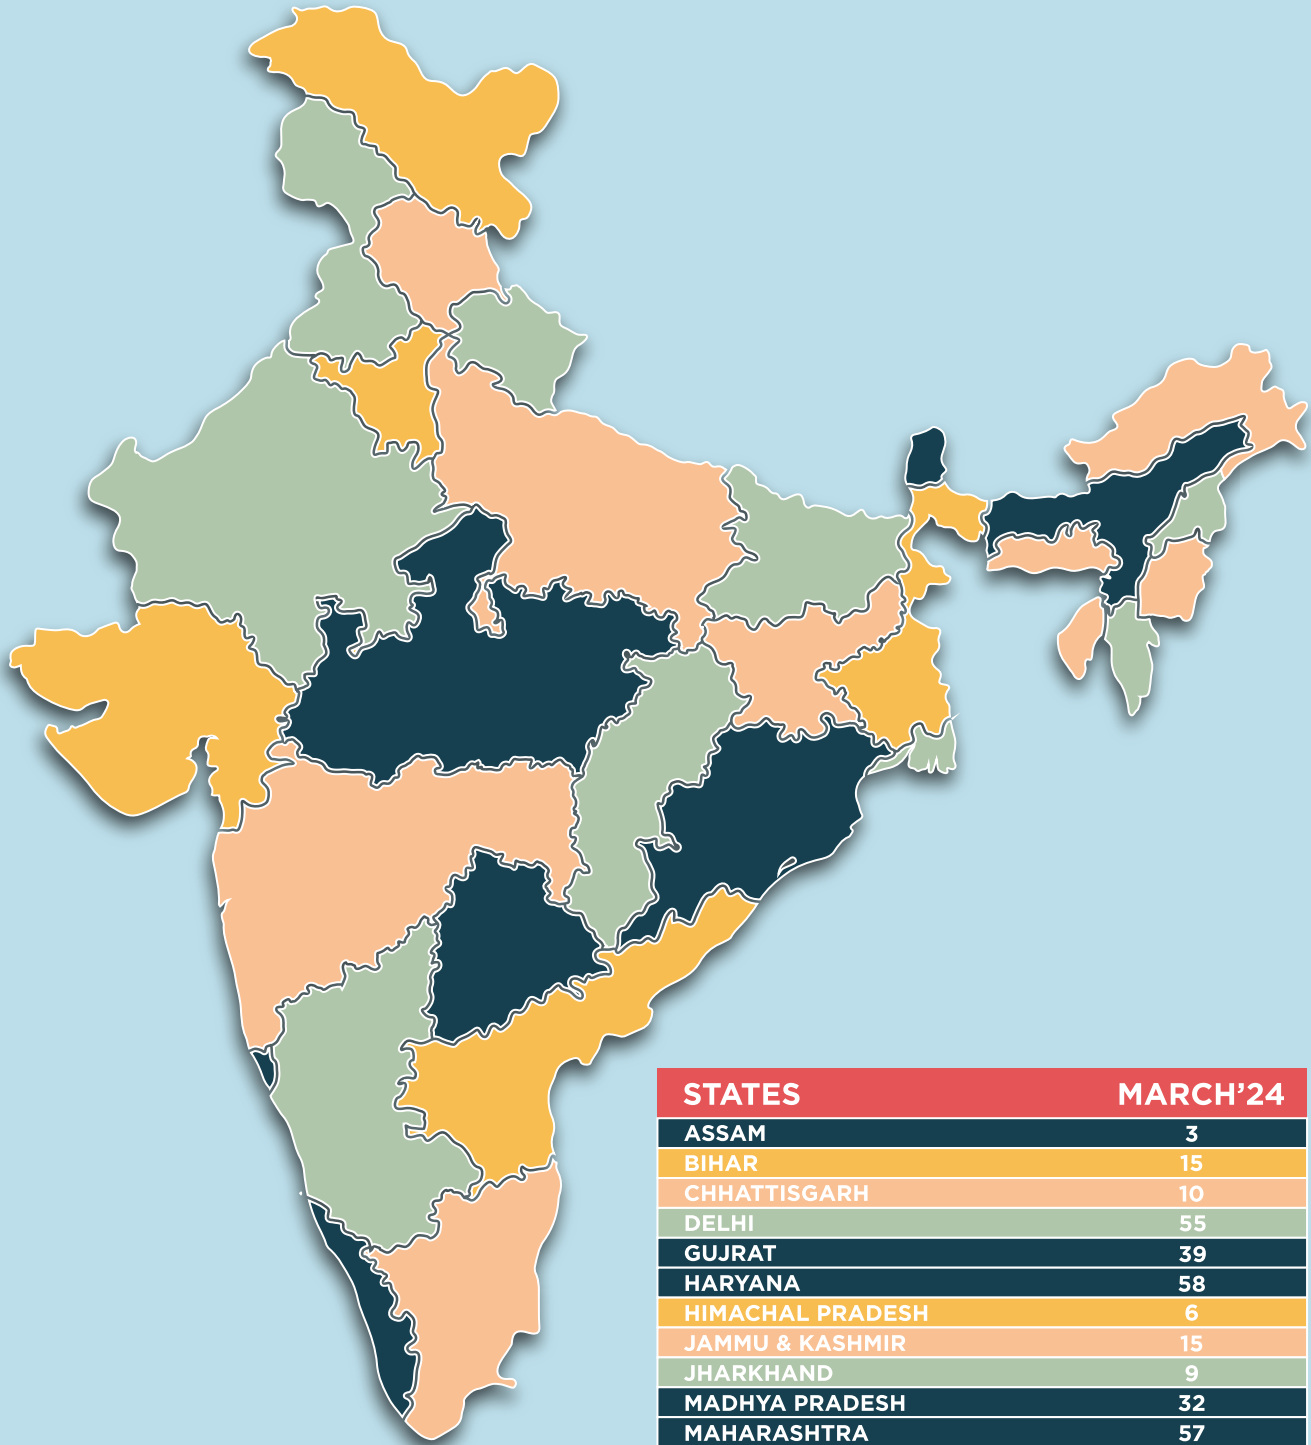 STATES MARCH'24
ASSAM 3
BIHAR 15
CHHATTISGARH 10
DELHI 55
GUJRAT 39
HARYANA 58
HIMACHAL PRADESH 6
JAMMU & KASHMIR 15
JHARKHAND 9
MADHYA PRADESH 32
MAHARASHTRA 57